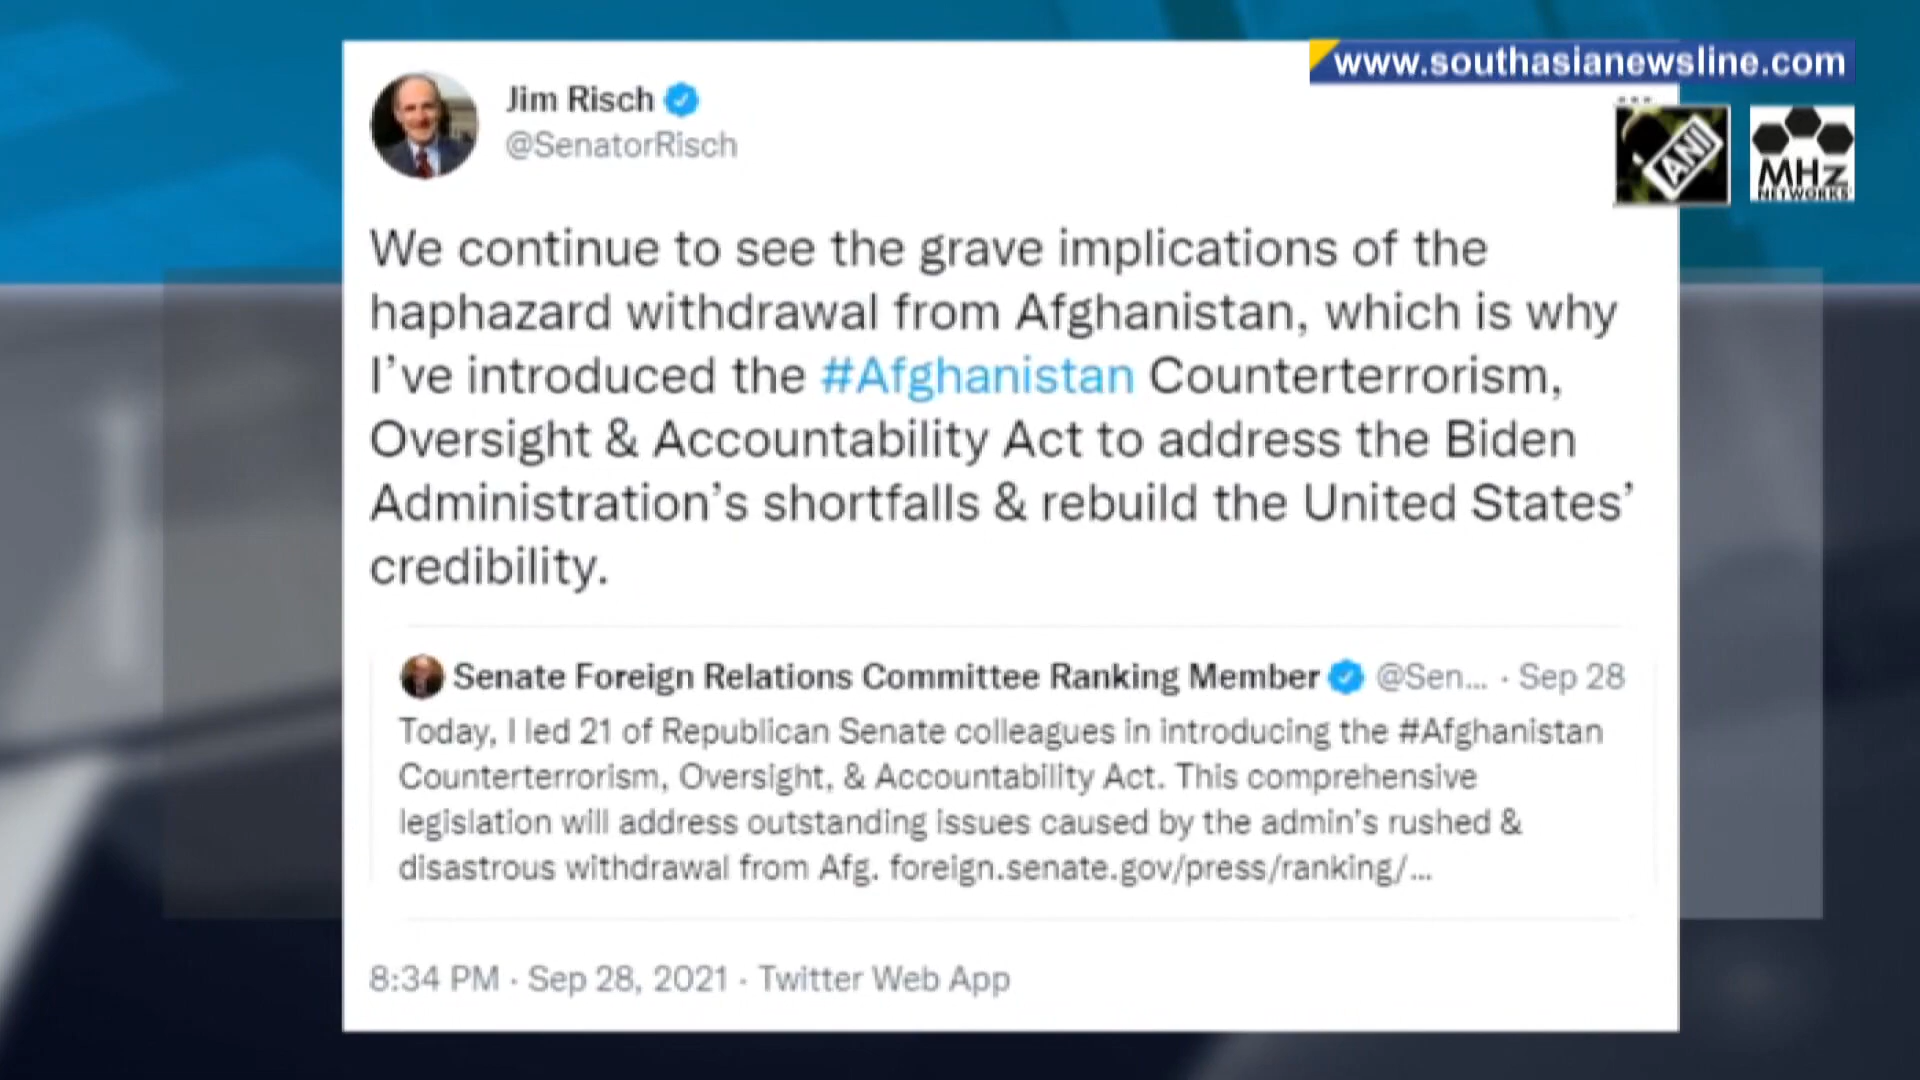 www.southasianewsline.com
Jim Risch
@SenatorRisch
ANI
MHz
NETWORKS
We continue to see the grave implications of the
haphazard withdrawal from Afghanistan, which is why
I’ve introduced the #Afghanistan Counterterrorism,
Oversight & Accountability Act to address the Biden
Administration’s shortfalls & rebuild the United States’
credibility.
Senate Foreign Relations Committee Ranking Member @Sen... · Sep 28
Today, I led 21 of Republican Senate colleagues in introducing the #Afghanistan
Counterterrorism, Oversight, & Accountability Act. This comprehensive
legislation will address outstanding issues caused by the admin’s rushed &
disastrous withdrawal from Afg. foreign.senate.gov/press/ranking/...
8:34 PM · Sep 28, 2021 · Twitter Web App